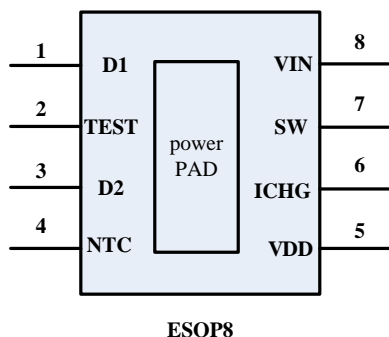 1 D1 VIN 8
2 TEST SW 7
power
PAD
3 D2 ICHG 6
4 NTC VDD 5
ESOP8